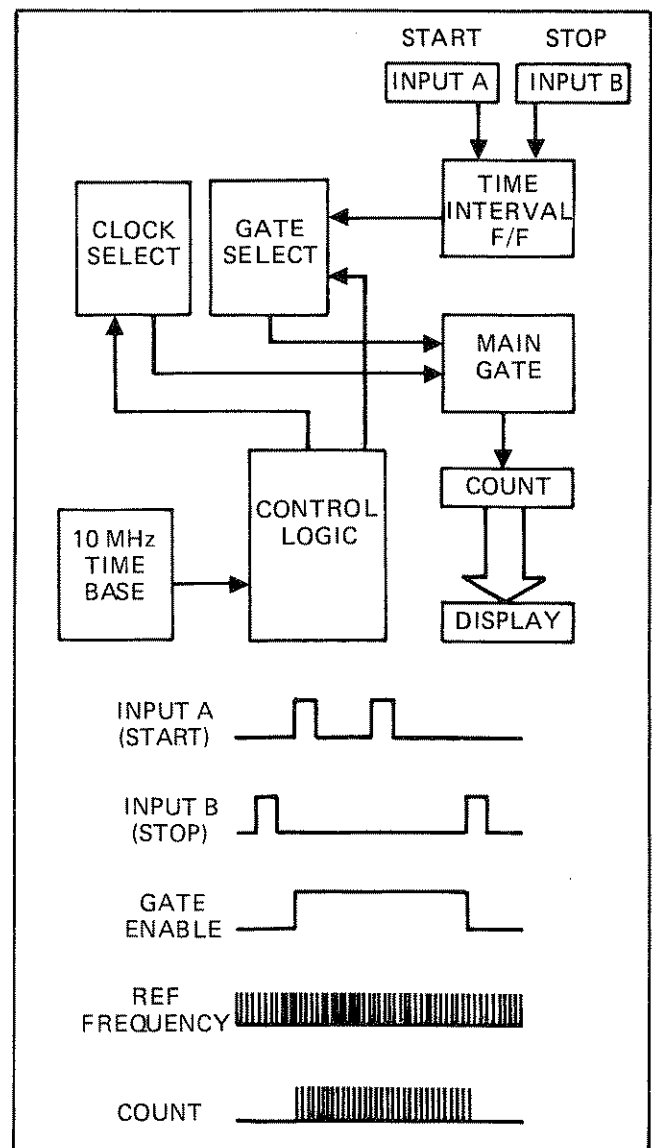 START STOP
INPUT A INPUT B
TIME
INTERVAL
F/F
CLOCK
SELECT
GATE
SELECT
MAIN
GATE
COUNT
CONTROL
LOGIC
10 MHz
TIME
BASE
DISPLAY
INPUT A
(START)
INPUT B
(STOP)
GATE
ENABLE
REF
FREQUENCY
COUNT